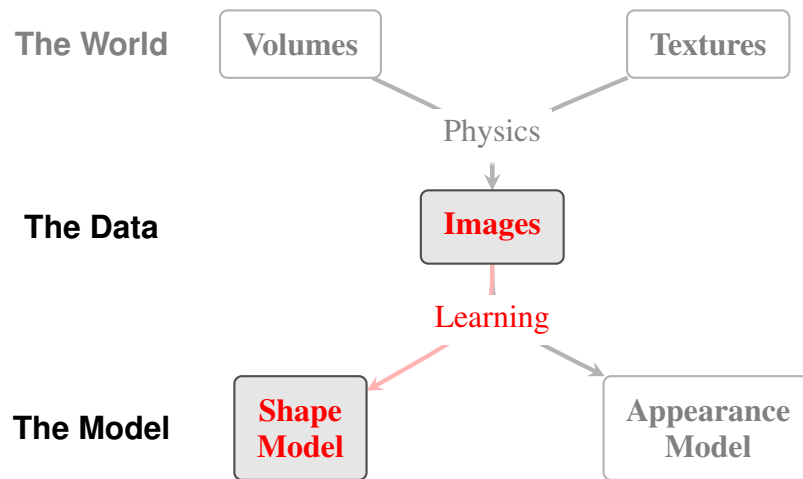 The World
Volumes
Textures
Physics
The Data
Images
Learning
The Model
Shape
Model
Appearance
Model